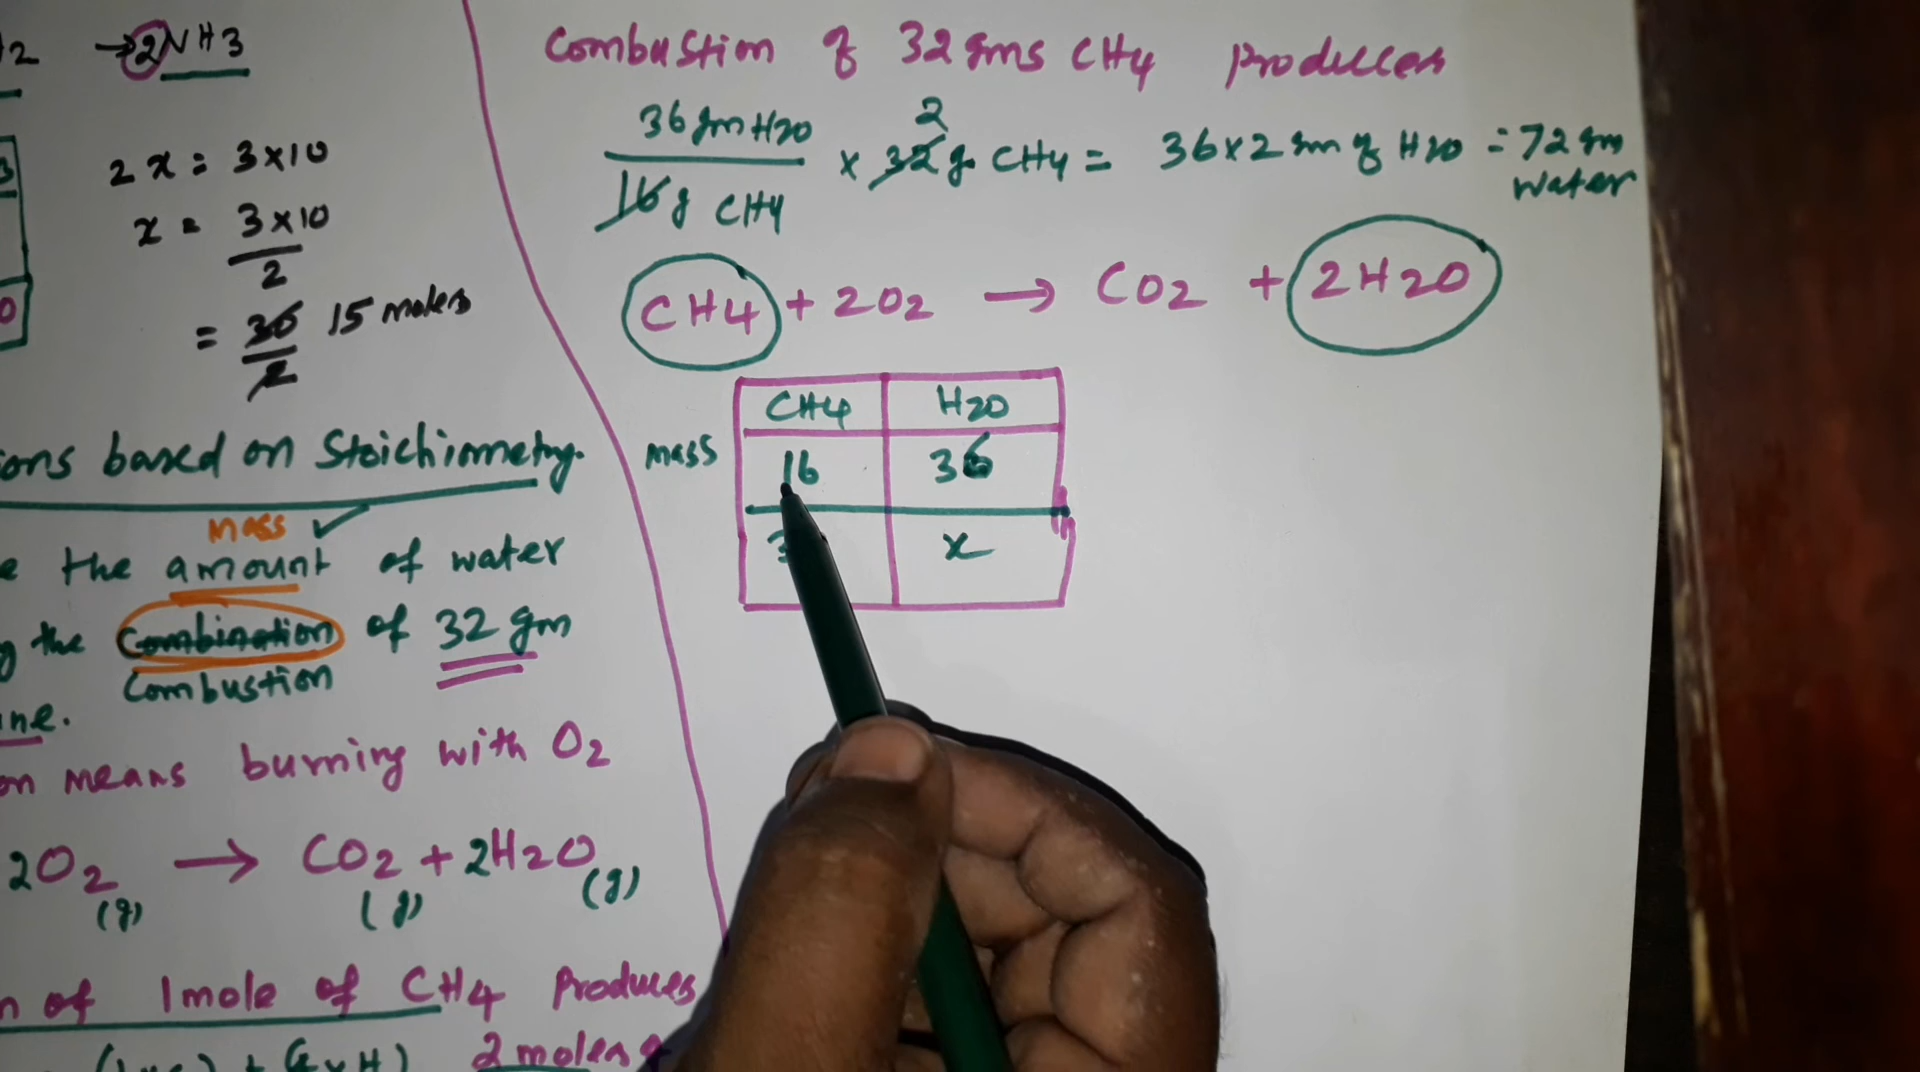 → 2NH3
2x = 3×10
x = 3×10
2
= 30 15 moles
2
ons based on Stoichiometry.
mass ✓
the amount of water
the Combination of 32 gm
Combustion
ne.
on means burning with O2
2O2 → CO2 + 2H2O
(g) (g) (g)
n of 1 mole of CH4 Produces
2 moles
Combustion of 32 gms CH4 produces
36 gm H2O 2
× 32 g. CH4 = 36×2 gm of H2O = 72 gm
16 g CH4 water
CH4 + 2O2 → CO2 + 2H2O
CH4 H2O
mass 16 36
x